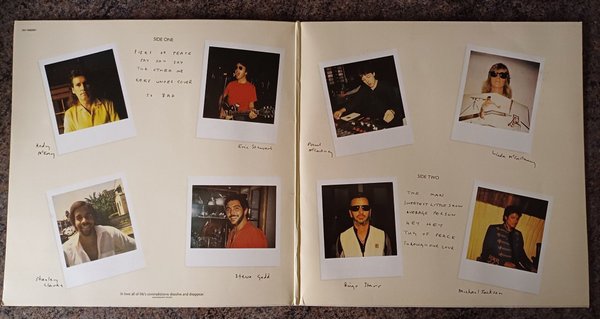 SIDE ONE
PIPES OF PEACE
SAY SAY SAY
THE OTHER ME
KEEP UNDER COVER
SO BAD
Andy McKay
Eric Stewart
Paul McCartney
Linda McCartney
Stanley Clarke
Steve Gadd
In love all of life's contradictions dissolve and disappear.
SIDE TWO
THE MAN
SWEETEST LITTLE SHOW
AVERAGE PERSON
HEY HEY
TUG OF PEACE
THROUGH OUR LOVE
Ringo Starr
Michael Jackson